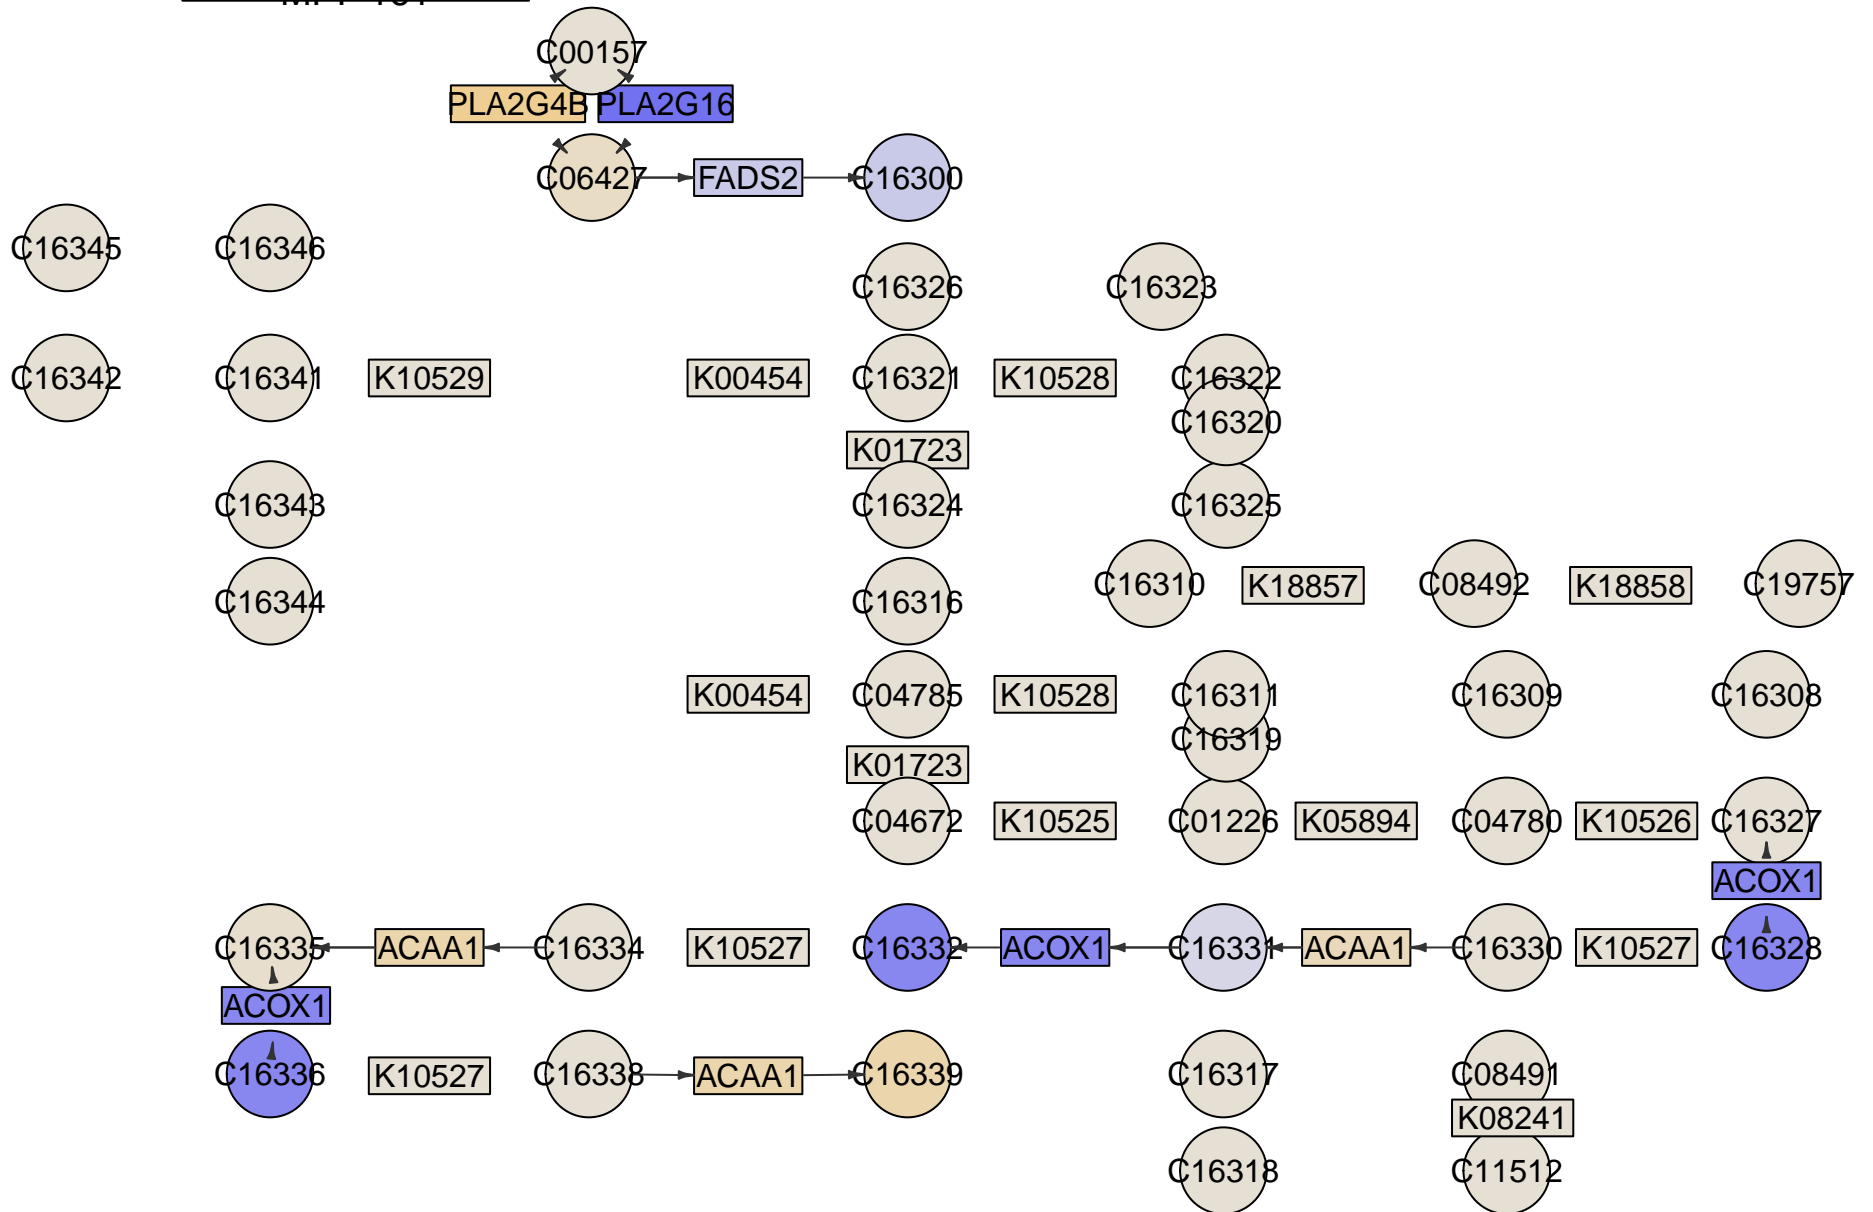 C00157
PLA2G4B PLA2G16
C06427 FADS2 C16300
C16345 C16346
C16326 C16323
C16342 C16341 K10529 K00454 C16321 K10528 C16322
C16320
K01723
C16343 C16324 C16325
C16310 K18857 C08492 K18858 C19757
C16344 C16316
K00454 C04785 K10528 C16311 C16309 C16308
C16319
K01723
C04672 K10525 C01226 K05894 C04780 K10526 C16327
ACOX1
C16335 ACAA1 C16334 K10527 C16332 ACOX1 C16331 ACAA1 C16330 K10527 C16328
ACOX1
C16336 K10527 C16338 ACAA1 C16339 C16317 C08491
K08241
C16318 C11512